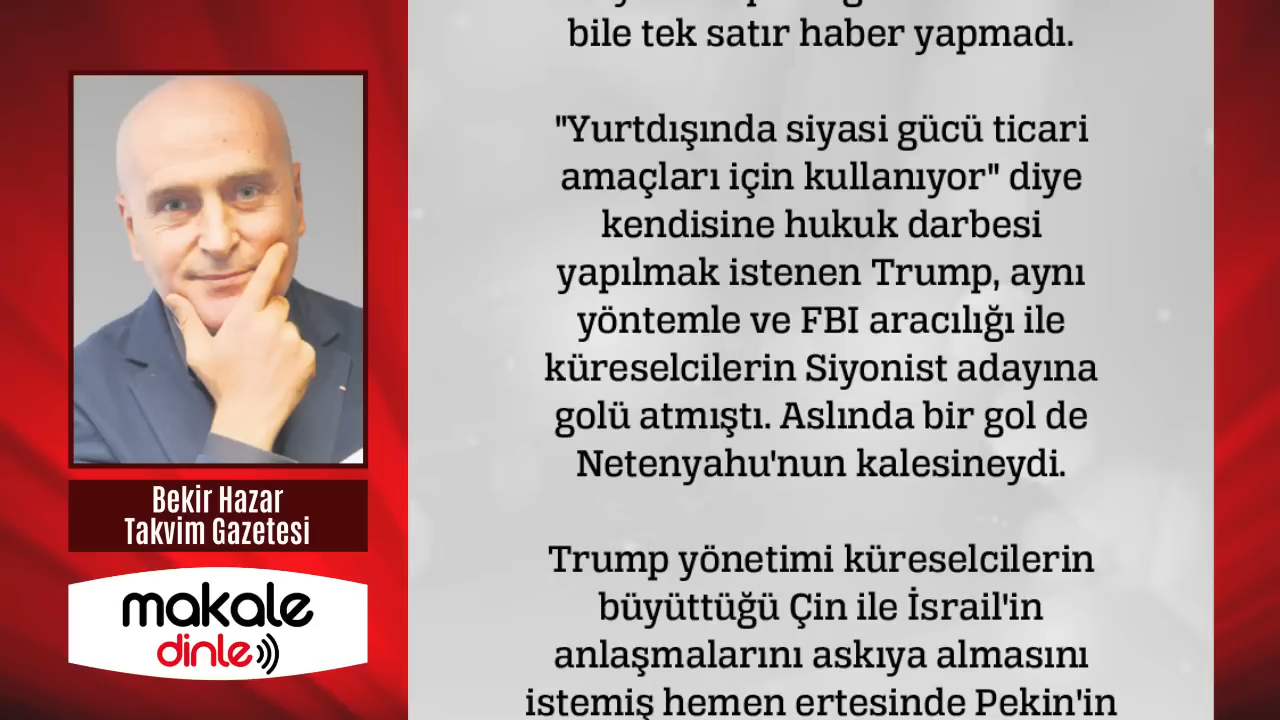 bile tek satır haber yapmadı.
"Yurtdışında siyasi gücü ticari
amaçları için kullanıyor" diye
kendisine hukuk darbesi
yapılmak istenen Trump, aynı
yöntemle ve FBI aracılığı ile
küreselcilerin Siyonist adayına
golü atmıştı. Aslında bir gol de
Netenyahu'nun kalesineydi.
Trump yönetimi küreselcilerin
büyüttüğü Çin ile İsrail'in
anlaşmalarını askıya almasını
istemiş hemen ertesinde Pekin'in
Bekir Hazar
Takvim Gazetesi
makale
dinle